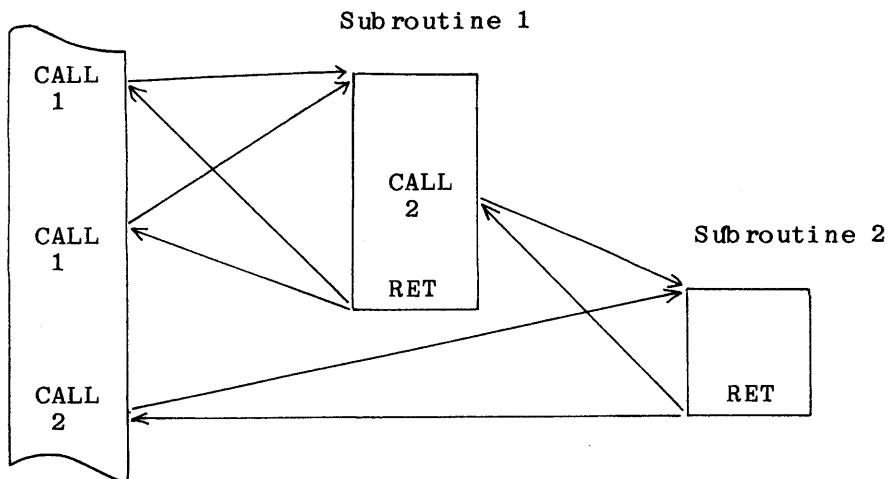 Subroutine 1
CALL
1
CALL
2
CALL
1
RET
Subroutine 2
CALL
2
RET